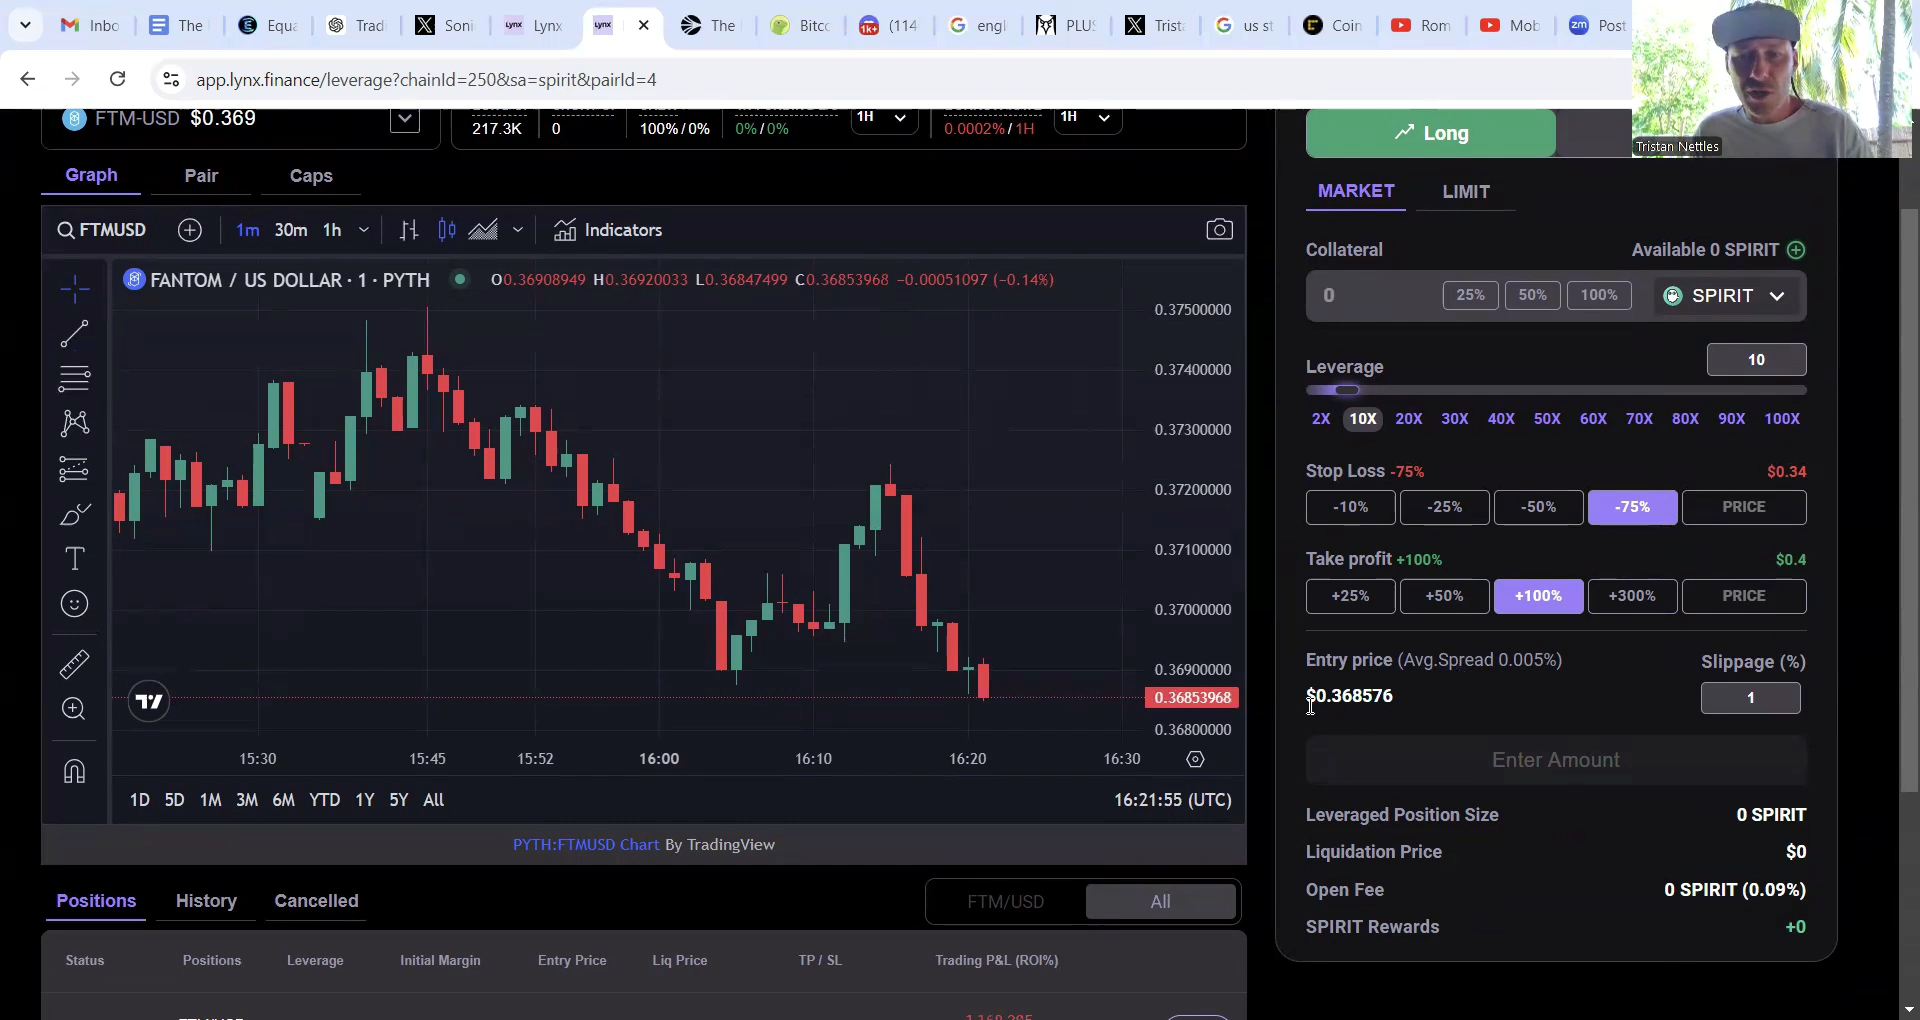 Inbo
The
Equa
Tradi
Soni
Lynx
The
Bitco
(114
engl
PLUS
Trista
us st
Coin
Rom
Mob
Post
app.lynx.finance/leverage?chainId=250&sa=spirit&pairId=4
Tristan Nettles
FTM-USD $0.369
217.3K
0
100%/0%
0%/0%
1H
0.0002% / 1H
1H
Long
Graph Pair Caps
MARKET LIMIT
FTMUSD 1m 30m 1h Indicators
Collateral Available 0 SPIRIT
FANTOM / US DOLLAR · 1 · PYTH O0.36908949 H0.36920033 L0.36847499 C0.36853968 −0.00051097 (−0.14%)
0 25% 50% 100% SPIRIT
0.37500000
0.37400000
0.37300000
0.37200000
0.37100000
0.37000000
0.36900000
0.36853968
0.36800000
Leverage 10
2X 10X 20X 30X 40X 50X 60X 70X 80X 90X 100X
Stop Loss -75% $0.34
-10% -25% -50% -75% PRICE
Take profit +100% $0.4
+25% +50% +100% +300% PRICE
Entry price (Avg.Spread 0.005%) Slippage (%)
$0.368576 1
15:30 15:45 15:52 16:00 16:10 16:20 16:30
Enter Amount
1D 5D 1M 3M 6M YTD 1Y 5Y All 16:21:55 (UTC)
PYTH:FTMUSD Chart By TradingView
Leveraged Position Size 0 SPIRIT
Liquidation Price $0
Open Fee 0 SPIRIT (0.09%)
SPIRIT Rewards +0
Positions History Cancelled FTM/USD All
Status Positions Leverage Initial Margin Entry Price Liq Price TP / SL Trading P&L (ROI%)